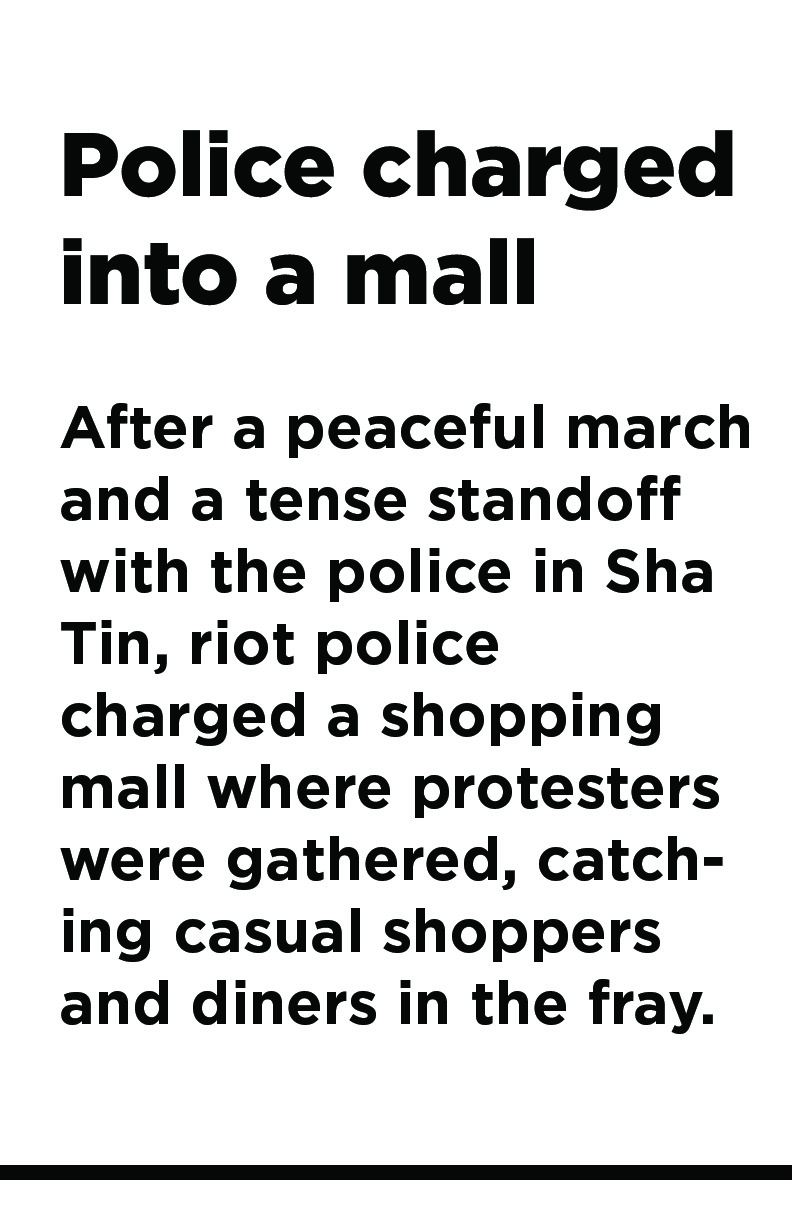 Police charged
into a mall
After a peaceful march
and a tense standoff
with the police in Sha
Tin, riot police
charged a shopping
mall where protesters
were gathered, catch-
ing casual shoppers
and diners in the fray.